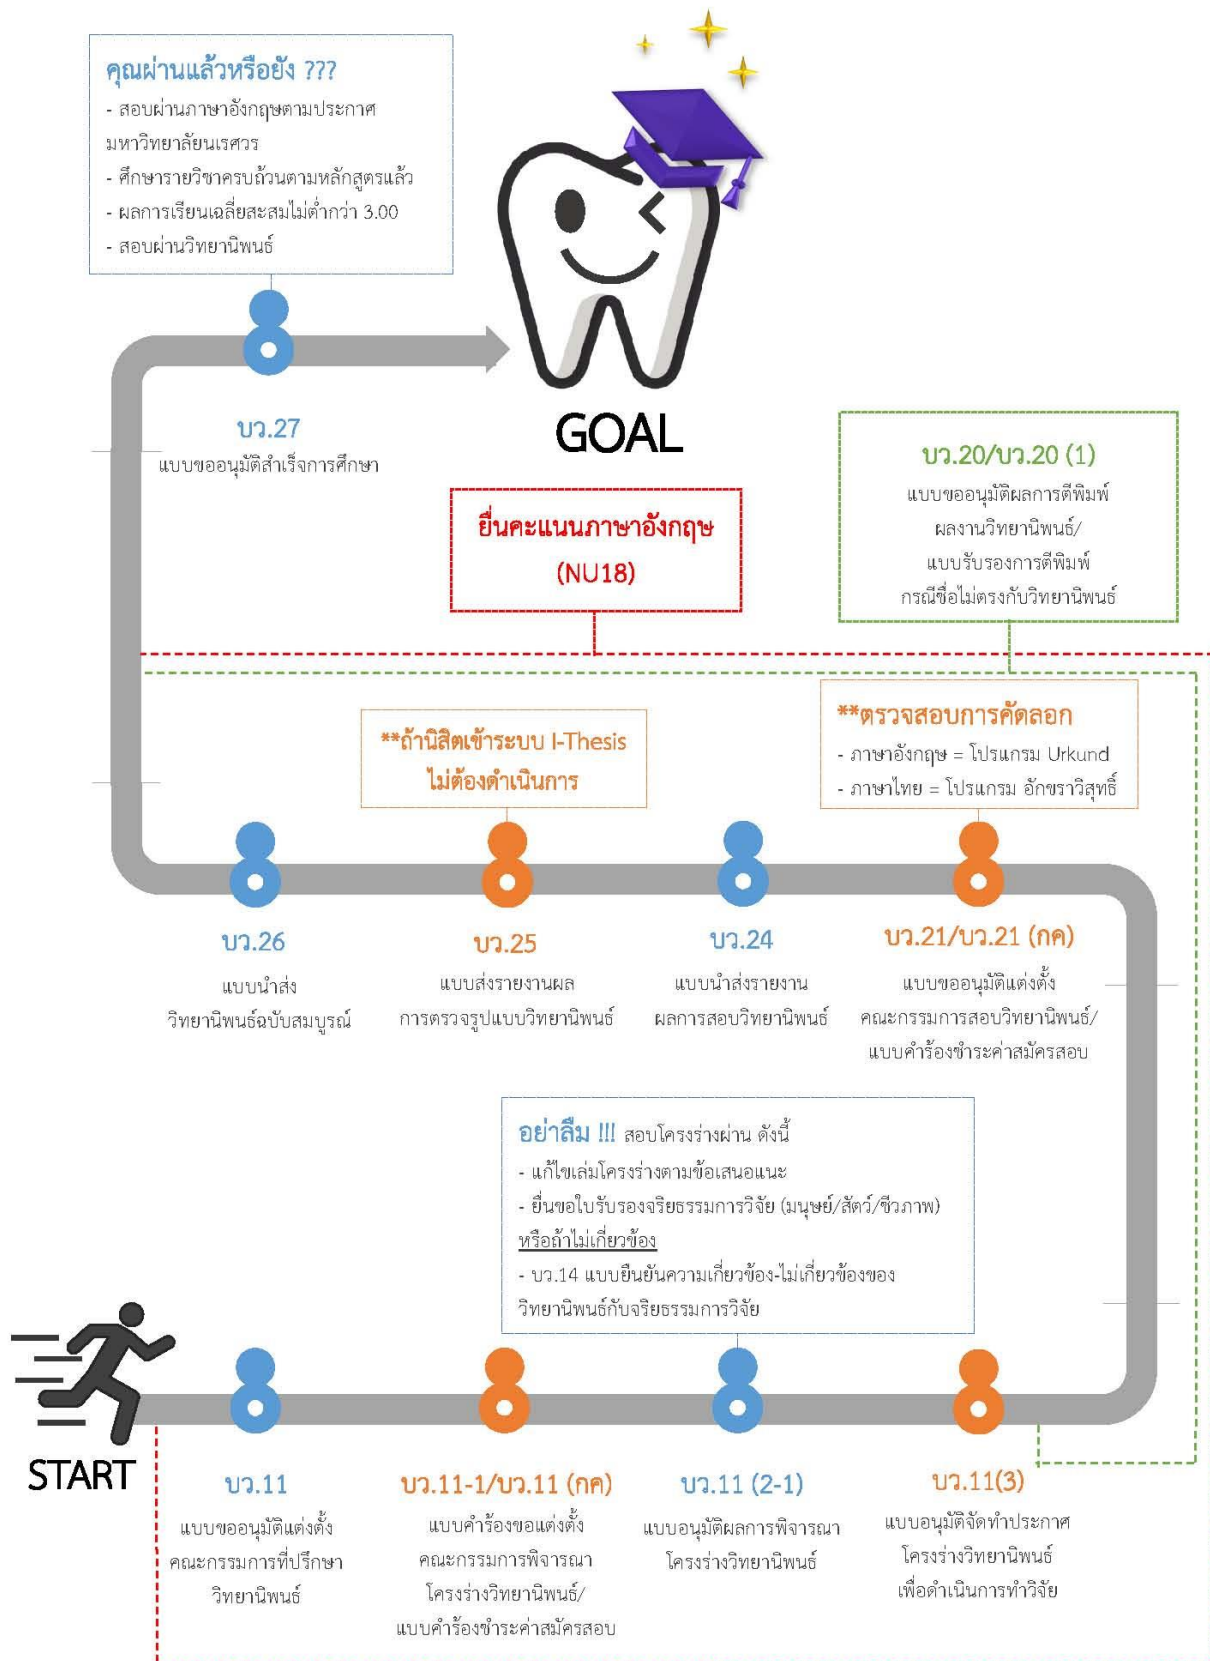 คุณผ่านแล้วหรือยัง ???
- สอบผ่านภาษาอังกฤษตามประกาศ
มหาวิทยาลัยนเรศวร
- ศึกษารายวิชาครบถ้วนตามหลักสูตรแล้ว
- ผลการเรียนเฉลี่ยสะสมไม่ต่ำกว่า 3.00
- สอบผ่านวิทยานิพนธ์
บว.27
แบบขออนุมัติสำเร็จการศึกษา
GOAL
ยื่นคะแนนภาษาอังกฤษ
(NU18)
บว.20/บว.20 (1)
แบบขออนุมัติผลการตีพิมพ์
ผลงานวิทยานิพนธ์/
แบบรับรองการตีพิมพ์
กรณีชื่อไม่ตรงกับวิทยานิพนธ์
**ถ้านิสิตเข้าระบบ I-Thesis
ไม่ต้องดำเนินการ
**ตรวจสอบการคัดลอก
- ภาษาอังกฤษ = โปรแกรม Urkund
- ภาษาไทย = โปรแกรม อักขราวิสุทธิ์
บว.26
แบบนำส่ง
วิทยานิพนธ์ฉบับสมบูรณ์
บว.25
แบบส่งรายงานผล
การตรวจรูปแบบวิทยานิพนธ์
บว.24
แบบนำส่งรายงาน
ผลการสอบวิทยานิพนธ์
บว.21/บว.21 (กค)
แบบขออนุมัติแต่งตั้ง
คณะกรรมการสอบวิทยานิพนธ์/
แบบคำร้องชำระค่าสมัครสอบ
อย่าลืม !!! สอบโครงร่างผ่าน ดังนี้
- แก้ไขเล่มโครงร่างตามข้อเสนอแนะ
- ยื่นขอใบรับรองจริยธรรมการวิจัย (มนุษย์/สัตว์/ชีวภาพ)
หรือถ้าไม่เกี่ยวข้อง
- บว.14 แบบยืนยันความเกี่ยวข้อง-ไม่เกี่ยวข้องของ
วิทยานิพนธ์กับจริยธรรมการวิจัย
START
บว.11
แบบขออนุมัติแต่งตั้ง
คณะกรรมการที่ปรึกษา
วิทยานิพนธ์
บว.11-1/บว.11 (กค)
แบบคำร้องขอแต่งตั้ง
คณะกรรมการพิจารณา
โครงร่างวิทยานิพนธ์/
แบบคำร้องชำระค่าสมัครสอบ
บว.11 (2-1)
แบบอนุมัติผลการพิจารณา
โครงร่างวิทยานิพนธ์
บว.11(3)
แบบอนุมัติจัดทำประกาศ
โครงร่างวิทยานิพนธ์
เพื่อดำเนินการทำวิจัย